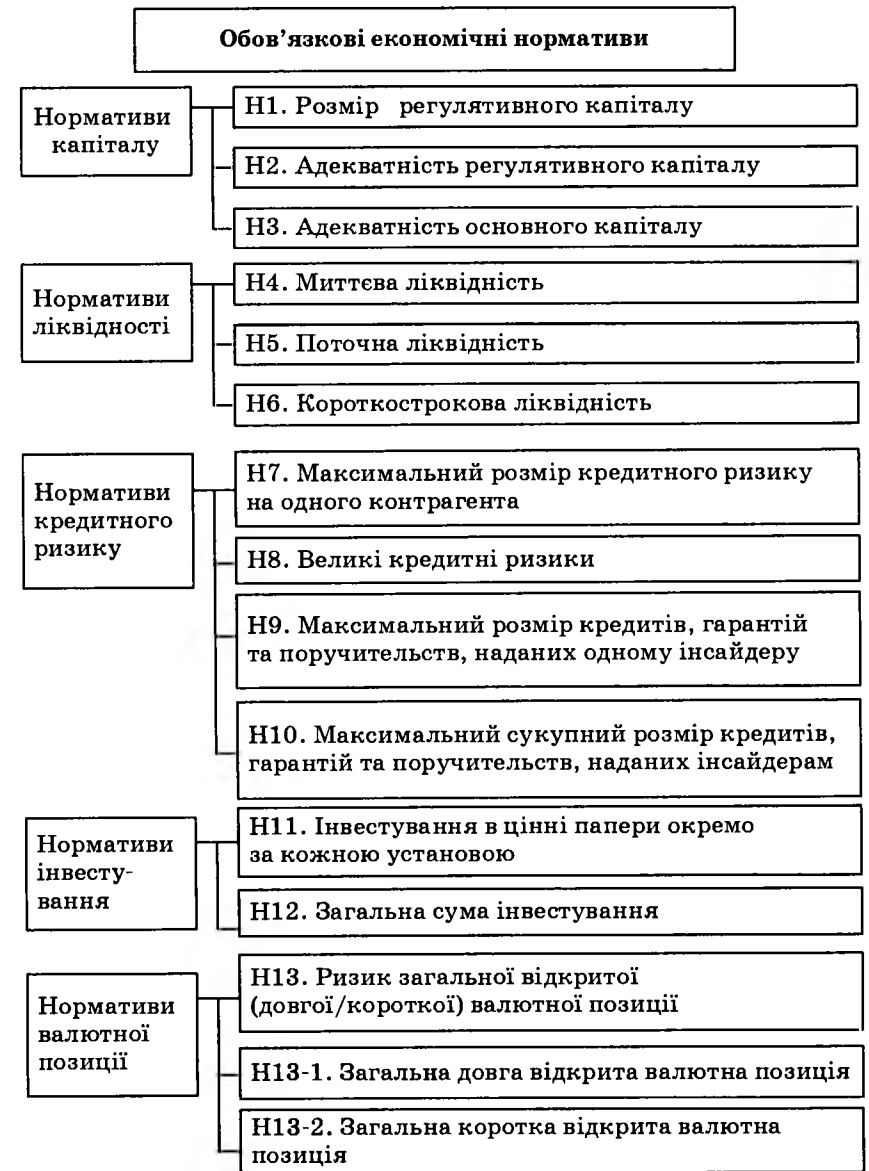 Обов’язкові економічні нормативи
Нормативи
капіталу
Н1. Розмір регулятивного капіталу
Н2. Адекватність регулятивного капіталу
Н3. Адекватність основного капіталу
Нормативи
ліквідності
Н4. Миттєва ліквідність
Н5. Поточна ліквідність
Н6. Короткострокова ліквідність
Нормативи
кредитного
ризику
Н7. Максимальний розмір кредитного ризику
на одного контрагента
Н8. Великі кредитні ризики
Н9. Максимальний розмір кредитів, гарантій
та поручительств, наданих одному інсайдеру
Н10. Максимальний сукупний розмір кредитів,
гарантій та поручительств, наданих інсайдерам
Нормативи
інвесту-
вання
Н11. Інвестування в цінні папери окремо
за кожною установою
Н12. Загальна сума інвестування
Нормативи
валютної
позиції
Н13. Ризик загальної відкритої
(довгої/короткої) валютної позиції
Н13-1. Загальна довга відкрита валютна позиція
Н13-2. Загальна коротка відкрита валютна
позиція